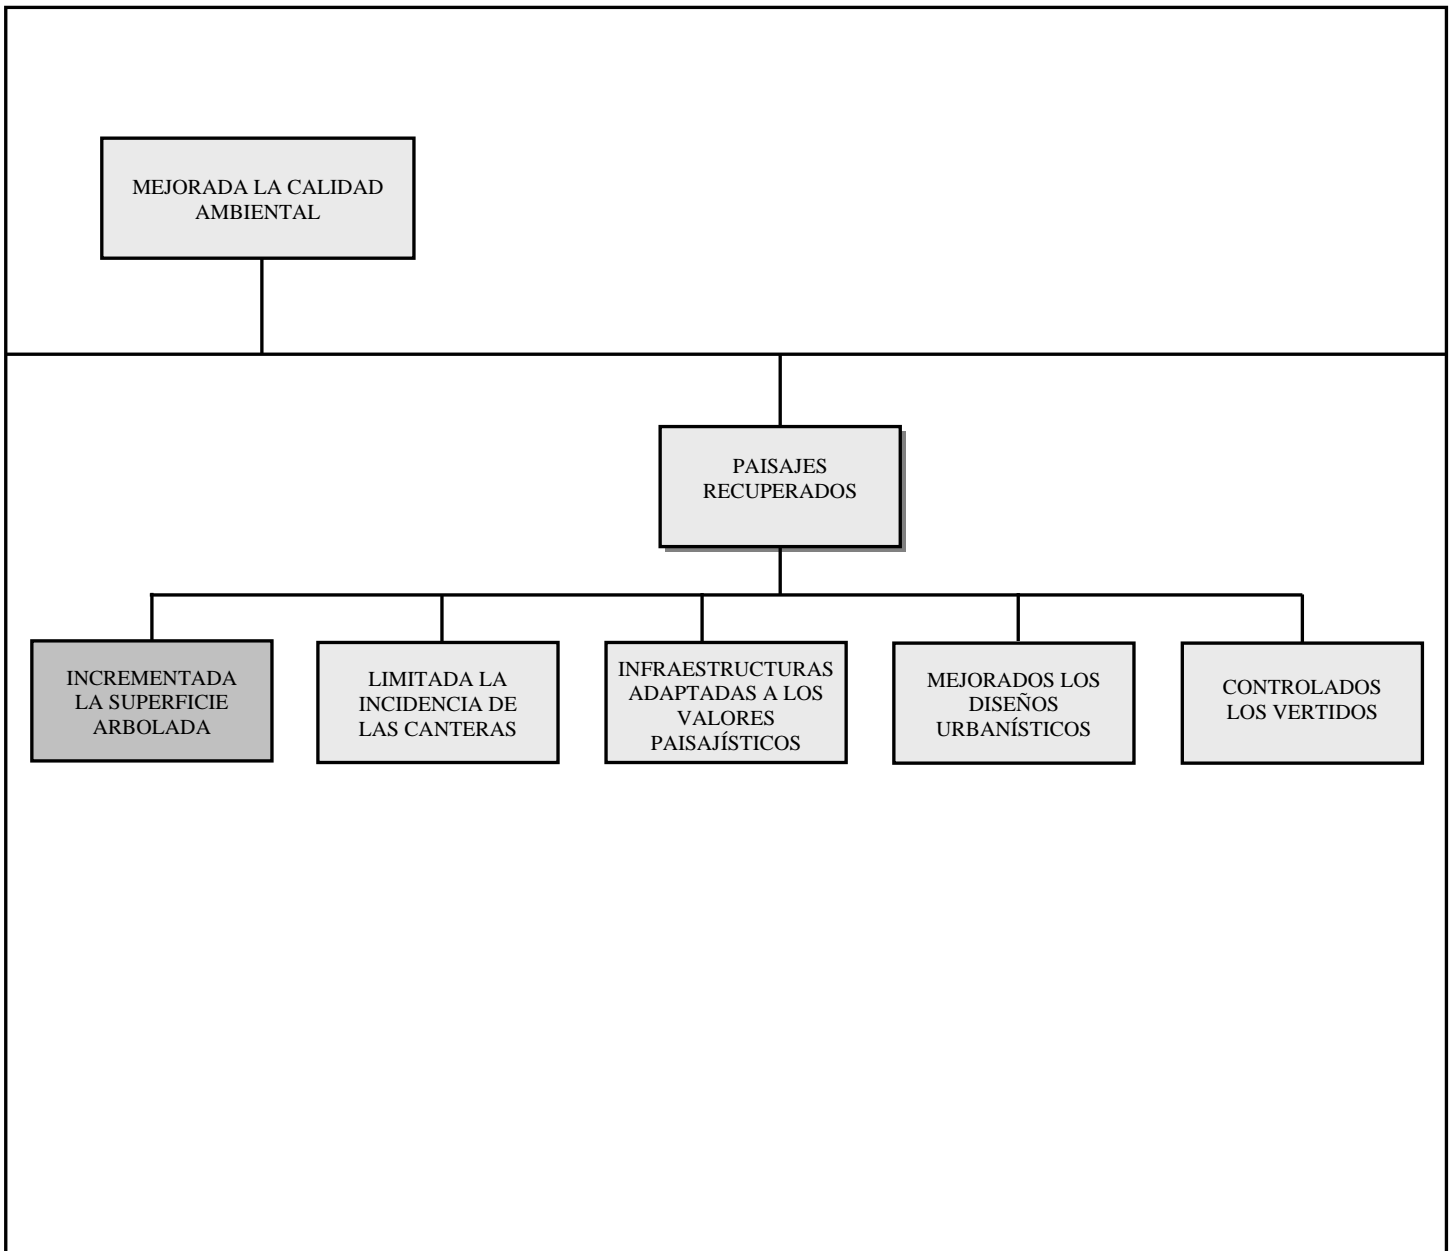 MEJORADA LA CALIDAD
AMBIENTAL
PAISAJES
RECUPERADOS
INCREMENTADA
LA SUPERFICIE
ARBOLADA
LIMITADA LA
INCIDENCIA DE
LAS CANTERAS
INFRAESTRUCTURAS
ADAPTADAS A LOS
VALORES
PAISAJÍSTICOS
MEJORADOS LOS
DISEÑOS
URBANÍSTICOS
CONTROLADOS
LOS VERTIDOS